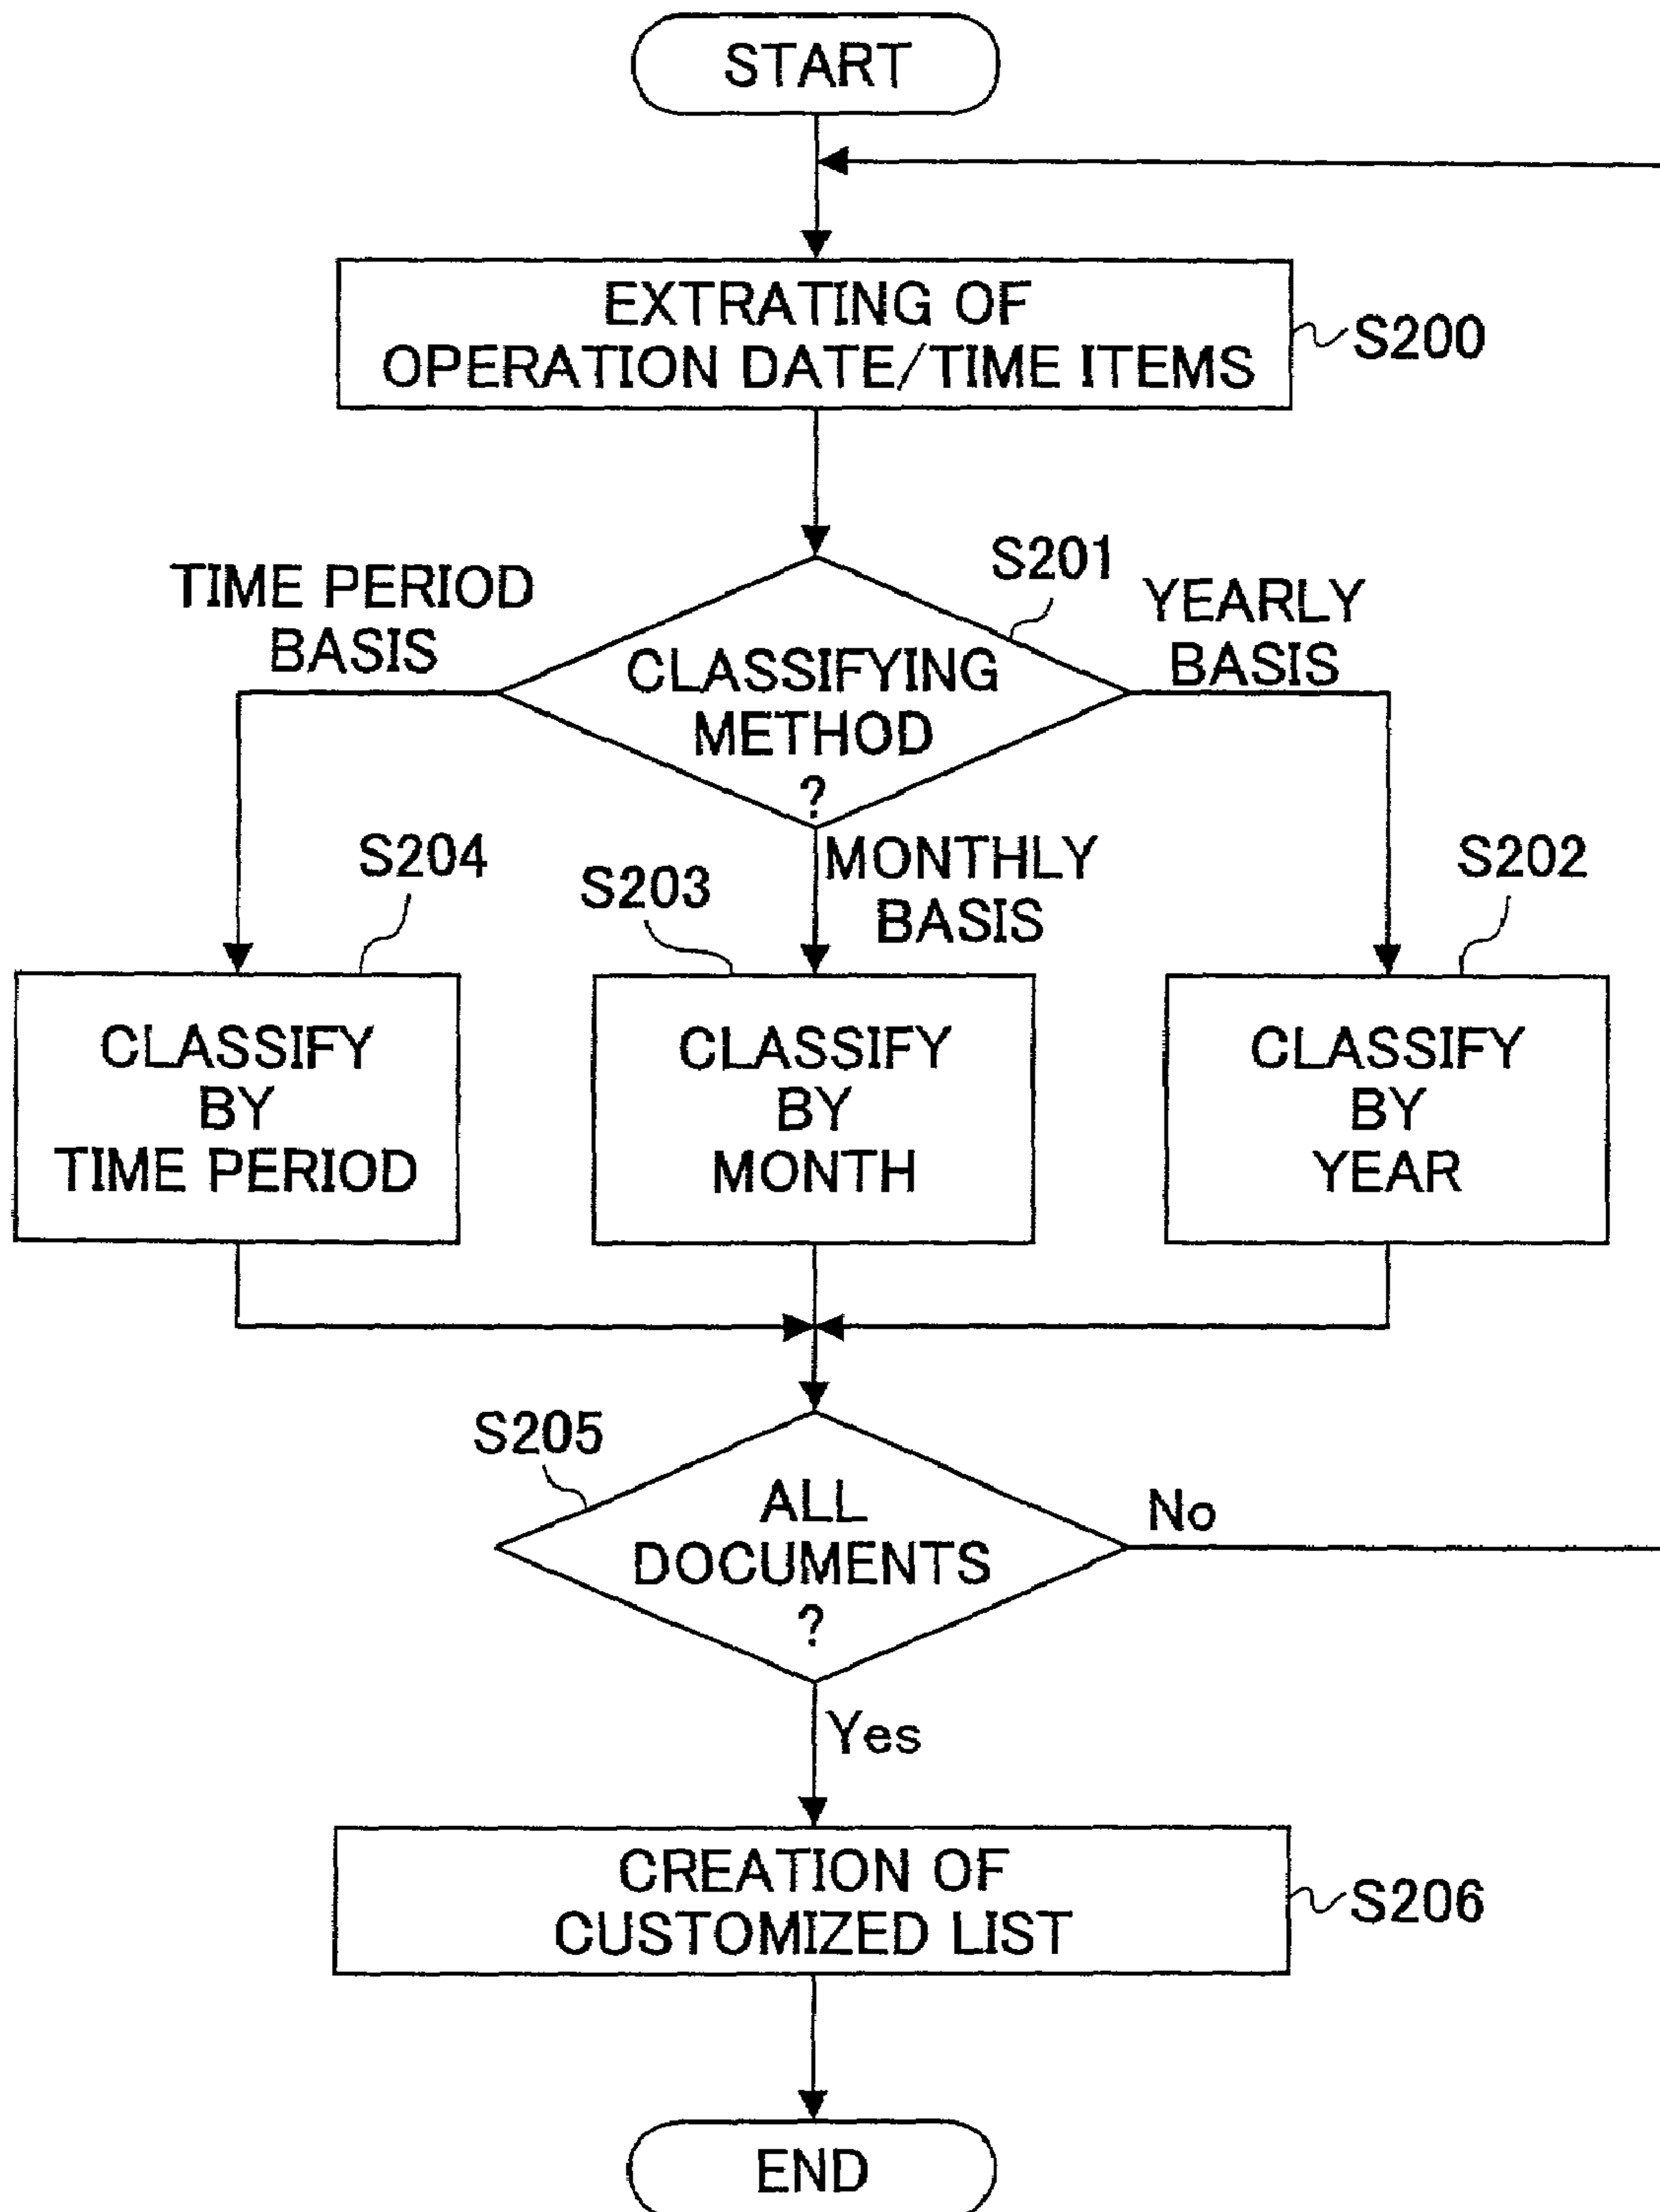 START
EXTRATING OF
OPERATION DATE/TIME ITEMS
S200
S201
TIME PERIOD
BASIS
YEARLY
BASIS
CLASSIFYING
METHOD
?
MONTHLY
BASIS
S204
S203
S202
CLASSIFY
BY
TIME PERIOD
CLASSIFY
BY
MONTH
CLASSIFY
BY
YEAR
S205
ALL
DOCUMENTS
?
No
Yes
CREATION OF
CUSTOMIZED LIST
S206
END